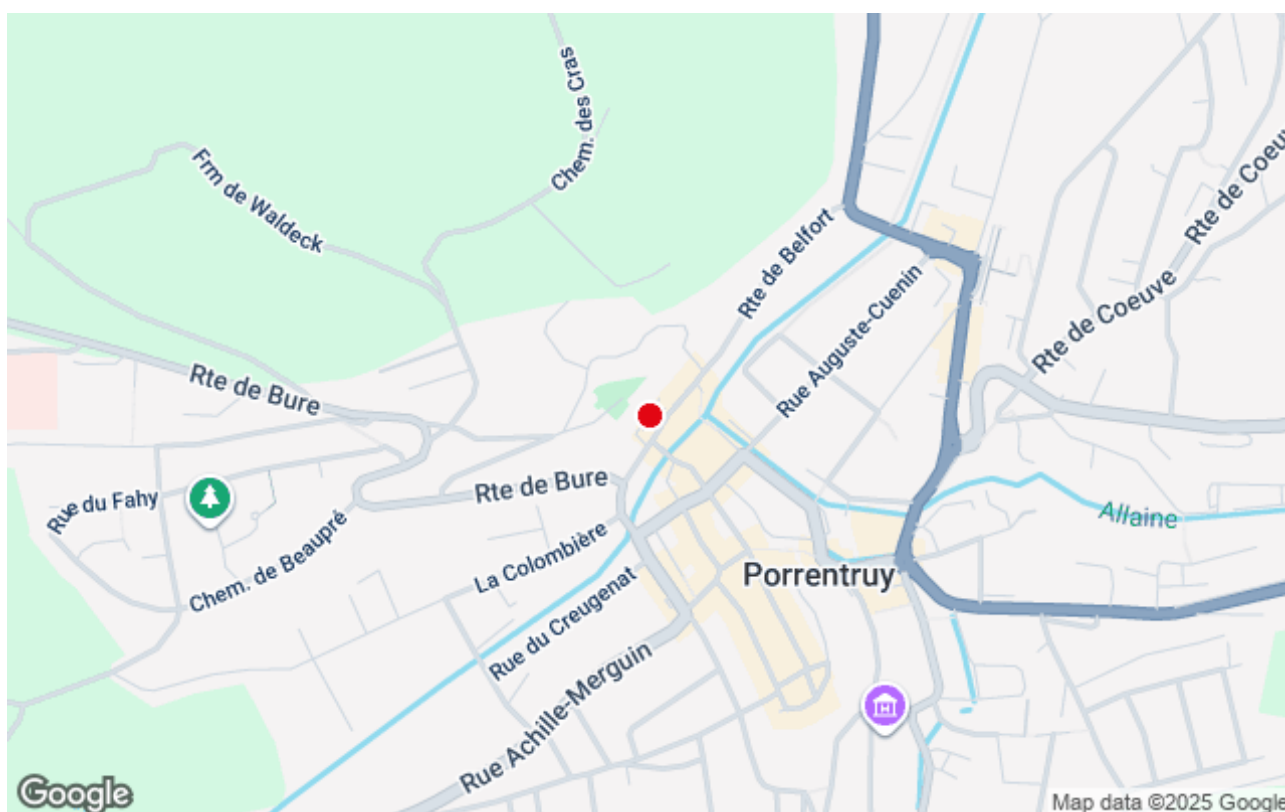 Chem. des Cras
Frm de Waldeck
Rte de Belfort
Rte de Coeuv
Rte de Coeuve
Rue Auguste-Cuenin
Rte de Bure
Rte de Bure
Rue du Fahy
Chem. de Beaupré
La Colombière
Allaine
Porrentruy
Rue du Creugenat
Rue Achille-Merguin
Google
Map data ©2025 Google